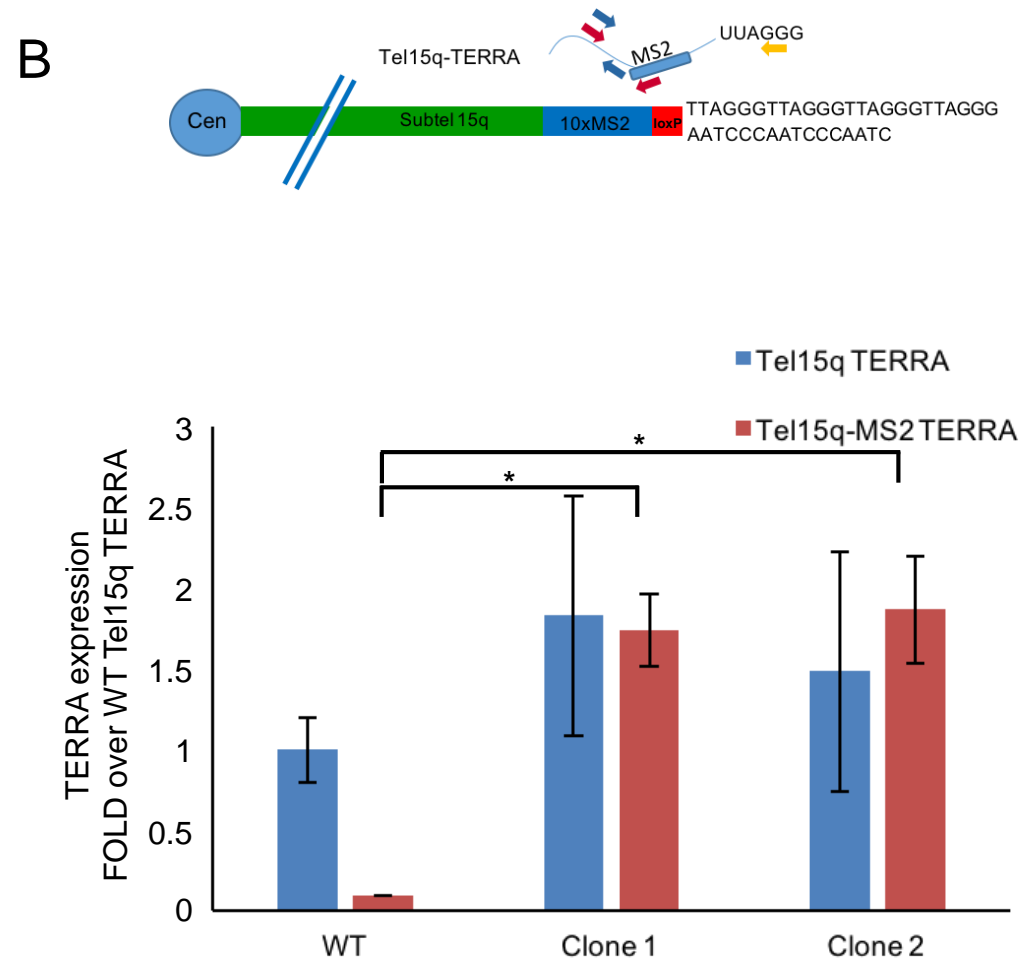 B
Tel15q-TERRA
MS2
UUAGGG
Cen
Subtel 15q
10xMS2
loxP
TTAGGGTTAGGGTTAGGGTTAGGG
AATCCCAATCCCAATC
Tel15q TERRA
Tel15q-MS2 TERRA
TERRA expression
FOLD over WT Tel15q TERRA
3
2.5
2
1.5
1
0.5
0
*
*
WT
Clone 1
Clone 2